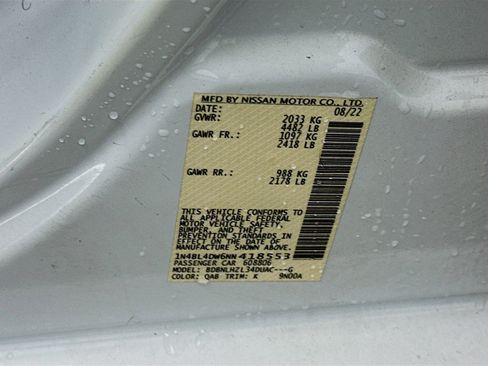 MFD BY NISSAN MOTOR CO., LTD.
DATE: 08/22
GVWR: 2033 KG
4482 LB
GAWR FR.: 1097 KG
2418 LB
GAWR RR.: 988 KG
2178 LB
THIS VEHICLE CONFORMS TO
ALL APPLICABLE FEDERAL
MOTOR VEHICLE SAFETY,
BUMPER, AND THEFT
PREVENTION STANDARDS IN
EFFECT ON THE DATE OF
MANUFACTURE SHOWN ABOVE.
1N4BL4DW6NN418553
PASSENGER CAR 608806
MODEL: BDBNLHZL34DUAC---G
COLOR: QAB TRIM: K 9N00A